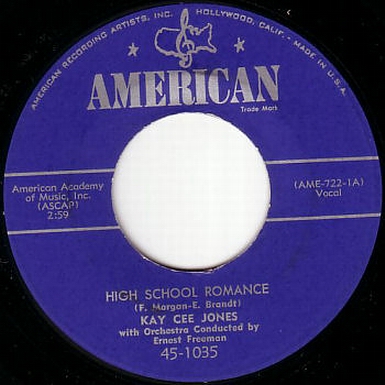 AMERICAN RECORDING ARTISTS, INC. HOLLYWOOD, CALIF. - MADE IN U.S.A.
AMERICAN
Trade Mark
American Academy
of Music, Inc.
(ASCAP)
2:59
(AME-722-1A)
Vocal
HIGH SCHOOL ROMANCE
(F. Morgan-E. Brandt)
KAY CEE JONES
with Orchestra Conducted by
Ernest Freeman
45-1035